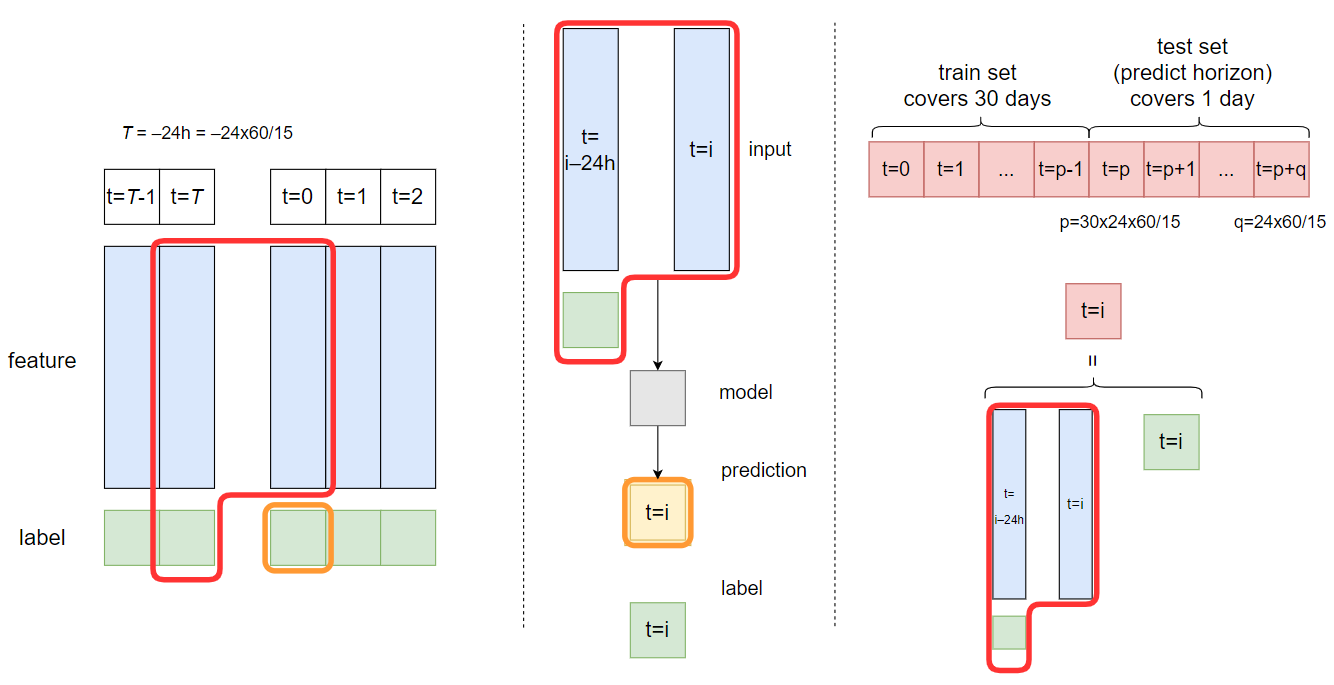 T = –24h = –24x60/15
t=T-1
t=T
t=0
t=1
t=2
feature
label
t=
i–24h
t=i
input
model
prediction
t=i
label
t=i
train set
covers 30 days
test set
(predict horizon)
covers 1 day
t=0
t=1
...
t=p-1
t=p
t=p+1
...
t=p+q
p=30x24x60/15
q=24x60/15
t=i
=
t=
i–24h
t=i
t=i